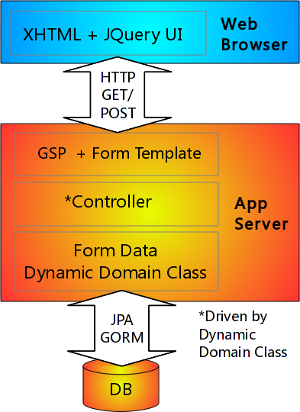 XHTML + JQuery UI
Web
Browser
HTTP
GET/
POST
GSP + Form Template
*Controller
Form Data
Dynamic Domain Class
App
Server
JPA
GORM
*Driven by
Dynamic
Domain Class
DB